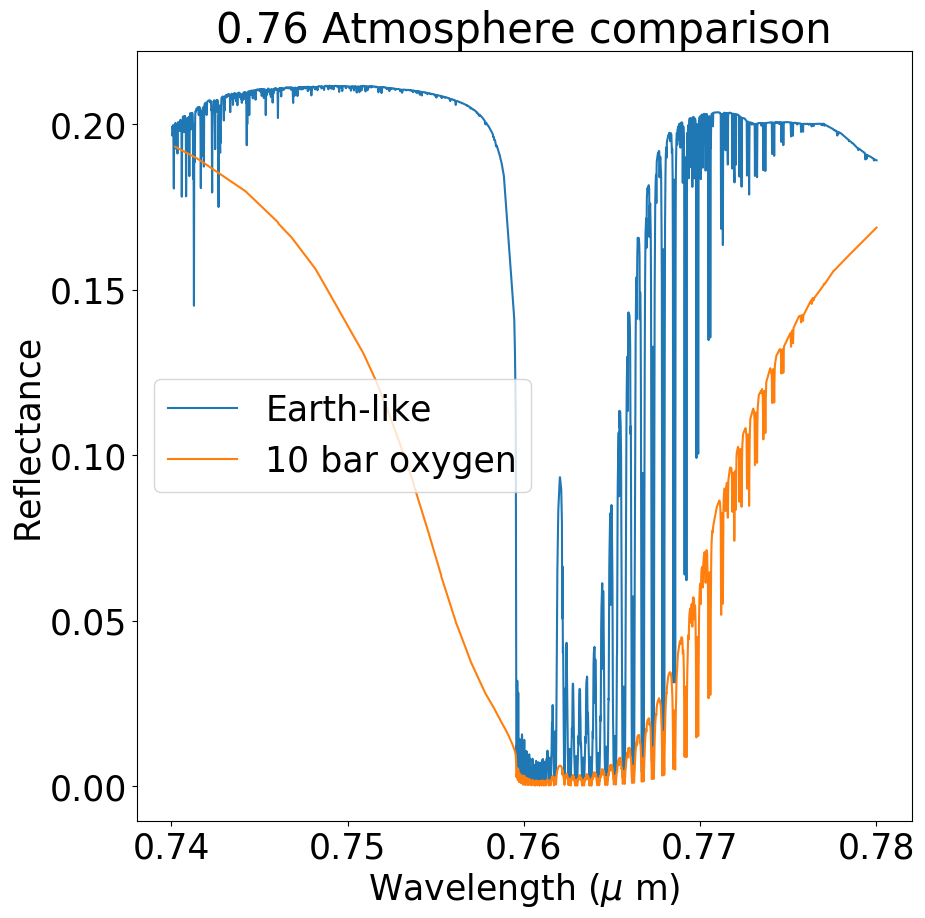 0.76 Atmosphere comparison
0.20
0.15
0.10
0.05
0.00
Reflectance
Earth-like
10 bar oxygen
0.74 0.75 0.76 0.77 0.78
Wavelength (μ m)